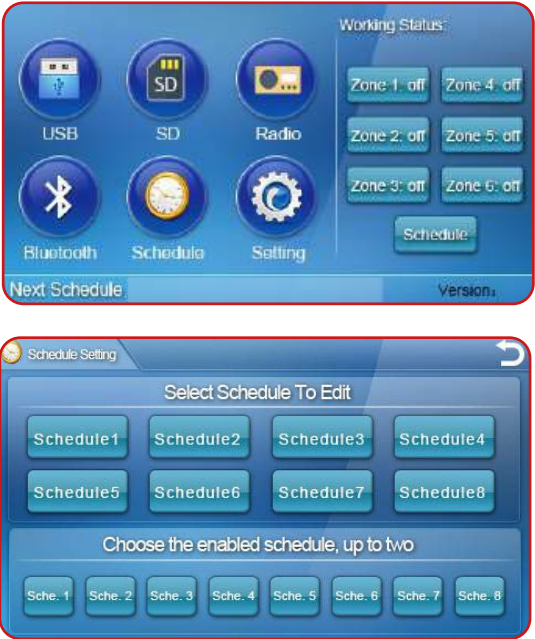 Working Status:
SD
Zone 1: off Zone 4: off
USB SD Radio
Zone 2: off Zone 5: off
Zone 3: off Zone 6: off
Bluetooth Schedule Setting
Schedule
Next Schedule
Version:
Schedule Setting
Select Schedule To Edit
Schedule1 Schedule2 Schedule3 Schedule4
Schedule5 Schedule6 Schedule7 Schedule8
Choose the enabled schedule, up to two
Sche. 1 Sche. 2 Sche. 3 Sche. 4 Sche. 5 Sche. 6 Sche. 7 Sche. 8